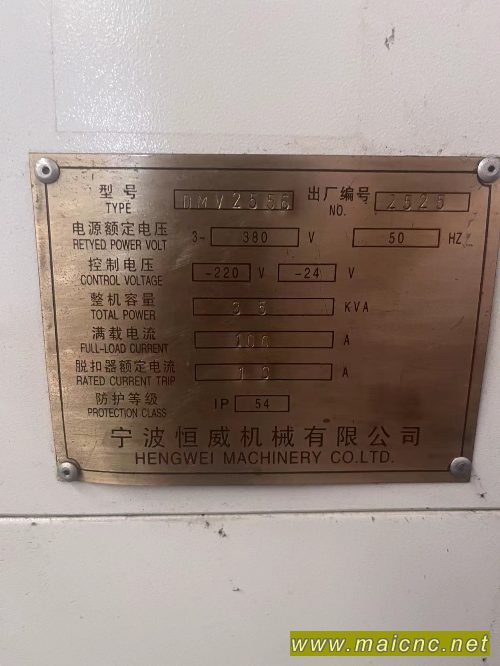 型号 DMV2556 出厂编号 2525
TYPE NO.
电源额定电压 3~ 380 V 50 HZ
RETYED POWER VOLT
控制电压 ~220 V ~24 V
CONTROL VOLTAGE
整机容量 35 KVA
TOTAL POWER
满载电流 A
FULL-LOAD CURRENT
脱扣器额定电流 A
RATED CURRENT TRIP
防护等级 IP 54
PROTECTION CLASS
宁波恒威机械有限公司
HENGWEI MACHINERY CO.LTD.
www.maicnc.net